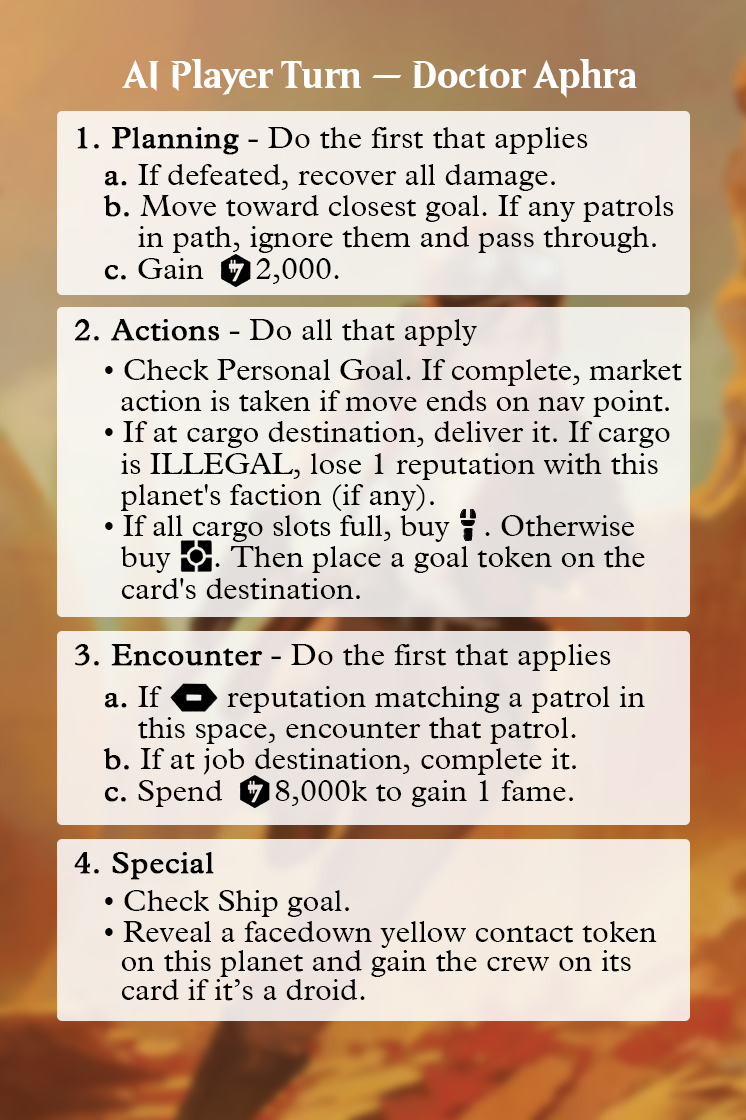 AI Player Turn — Doctor Aphra
1. Planning - Do the first that applies
a. If defeated, recover all damage.
b. Move toward closest goal. If any patrols
in path, ignore them and pass through.
c. Gain 2,000.
2. Actions - Do all that apply
• Check Personal Goal. If complete, market
action is taken if move ends on nav point.
• If at cargo destination, deliver it. If cargo
is ILLEGAL, lose 1 reputation with this
planet's faction (if any).
• If all cargo slots full, buy . Otherwise
buy . Then place a goal token on the
card's destination.
3. Encounter - Do the first that applies
a. If reputation matching a patrol in
this space, encounter that patrol.
b. If at job destination, complete it.
c. Spend 8,000k to gain 1 fame.
4. Special
• Check Ship goal.
• Reveal a facedown yellow contact token
on this planet and gain the crew on its
card if it’s a droid.